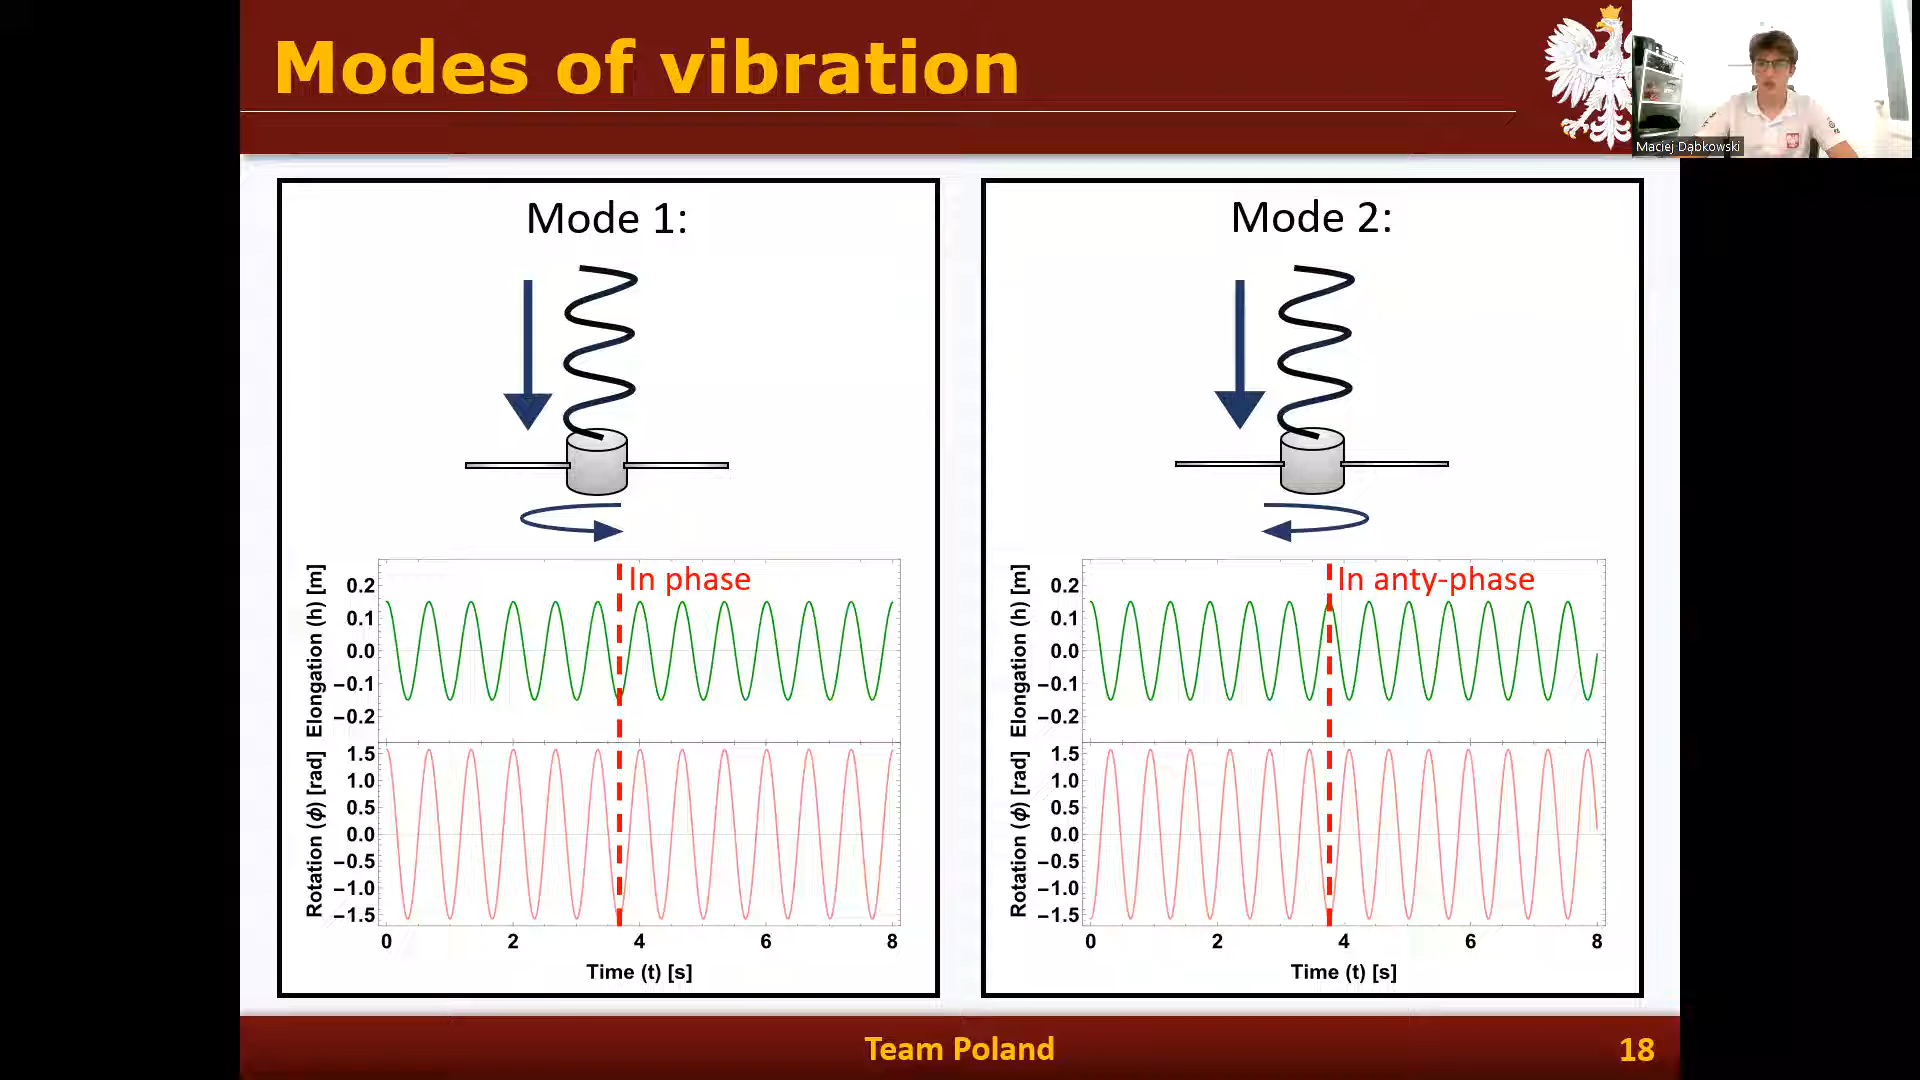 Modes of vibration
Maciej Dąbkowski
Mode 1:
In phase
Elongation (h) [m]
0.2
0.1
0.0
−0.1
−0.2
Rotation (ϕ) [rad]
1.5
1.0
0.5
0.0
−0.5
−1.0
−1.5
0 2 4 6 8
Time (t) [s]
Mode 2:
In anty-phase
Elongation (h) [m]
0.2
0.1
0.0
−0.1
−0.2
Rotation (ϕ) [rad]
1.5
1.0
0.5
0.0
−0.5
−1.0
−1.5
0 2 4 6 8
Time (t) [s]
Team Poland
18